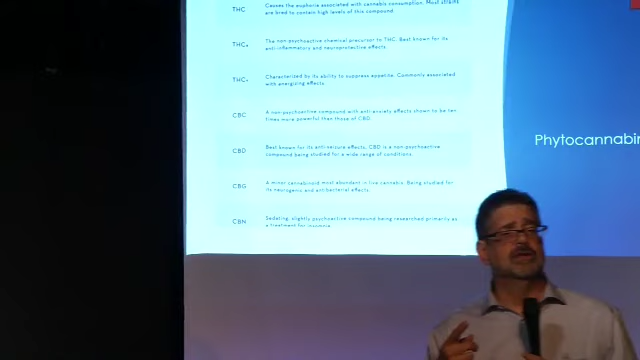 THC
Causes the euphoria associated with cannabis consumption. Most strains
are bred to contain high levels of this compound.
THCₐ
The non psychoactive chemical precursor to THC. Best known for its
anti-inflammatory and neuroprotective effects.
THCᵥ
Characterized by its ability to suppress appetite. Commonly associated
with energizing effects.
CBC
A non-psychoactive compound with anti anxiety effects shown to be ten
times more powerful than those of CBD
CBD
Best known for its anti-seizure effects, CBD is a non-psychoactive
compound being studied for a wide range of conditions.
CBG
A minor cannabinoid most abundant in live cannabis. Being studied for
its neurogenic and antibacterial effects.
CBN
Sedating, slightly psychoactive compound being researched primarily as
a treatment for insomnia
Phytocannabin